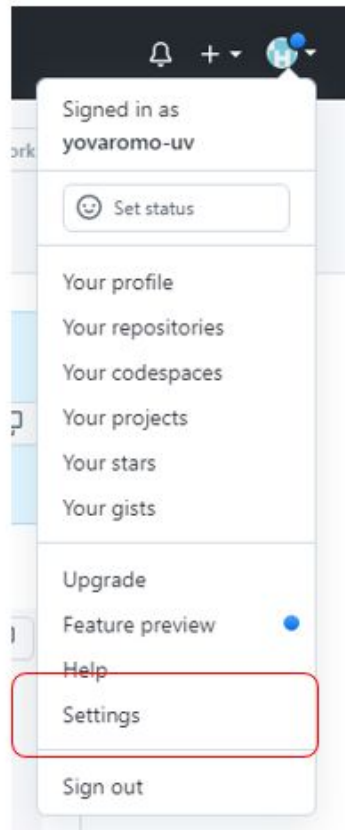 Signed in as
yovaromo-uv
ork
Set status
Your profile
Your repositories
Your codespaces
Your projects
Your stars
Your gists
Upgrade
Feature preview
Help
Settings
Sign out